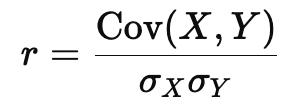 r = Cov(X, Y) / σ_X σ_Y